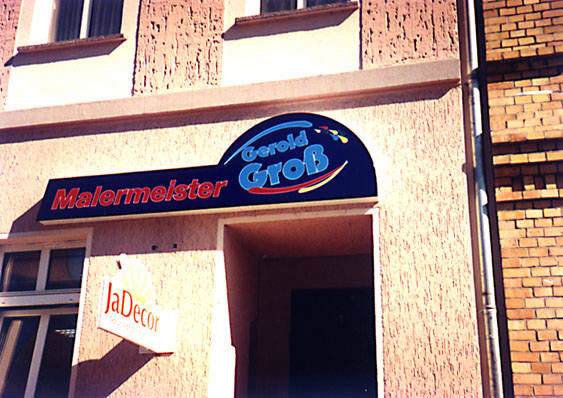 Malermeister
Gerold
Groß
JaDecor